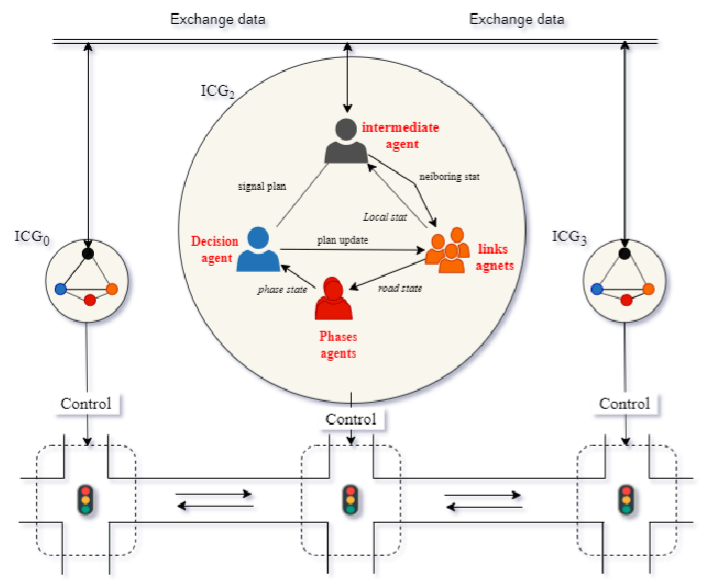 Exchange data
Exchange data
ICG2
intermediate
agent
neiboring stat
signal plan
Local stat
ICG0
ICG3
Decision
agent
plan update
links
agnets
phase state
road state
Phases
agents
Control
Control
Control